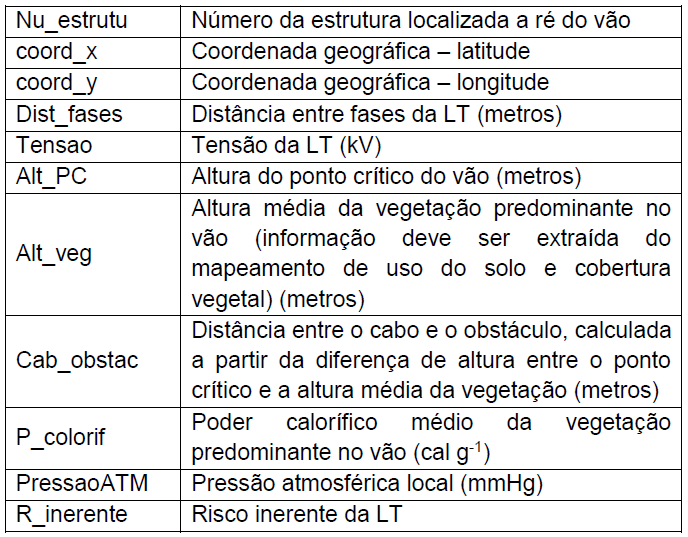 Nu_estrutu Número da estrutura localizada a ré do vão
coord_x Coordenada geográfica – latitude
coord_y Coordenada geográfica – longitude
Dist_fases Distância entre fases da LT (metros)
Tensao Tensão da LT (kV)
Alt_PC Altura do ponto crítico do vão (metros)
Alt_veg Altura média da vegetação predominante no
vão (informação deve ser extraída do
mapeamento de uso do solo e cobertura
vegetal) (metros)
Cab_obstac Distância entre o cabo e o obstáculo, calculada
a partir da diferença de altura entre o ponto
crítico e a altura média da vegetação (metros)
P_colorif Poder calorífico médio da vegetação
predominante no vão (cal g⁻¹)
PressaoATM Pressão atmosférica local (mmHg)
R_inerente Risco inerente da LT